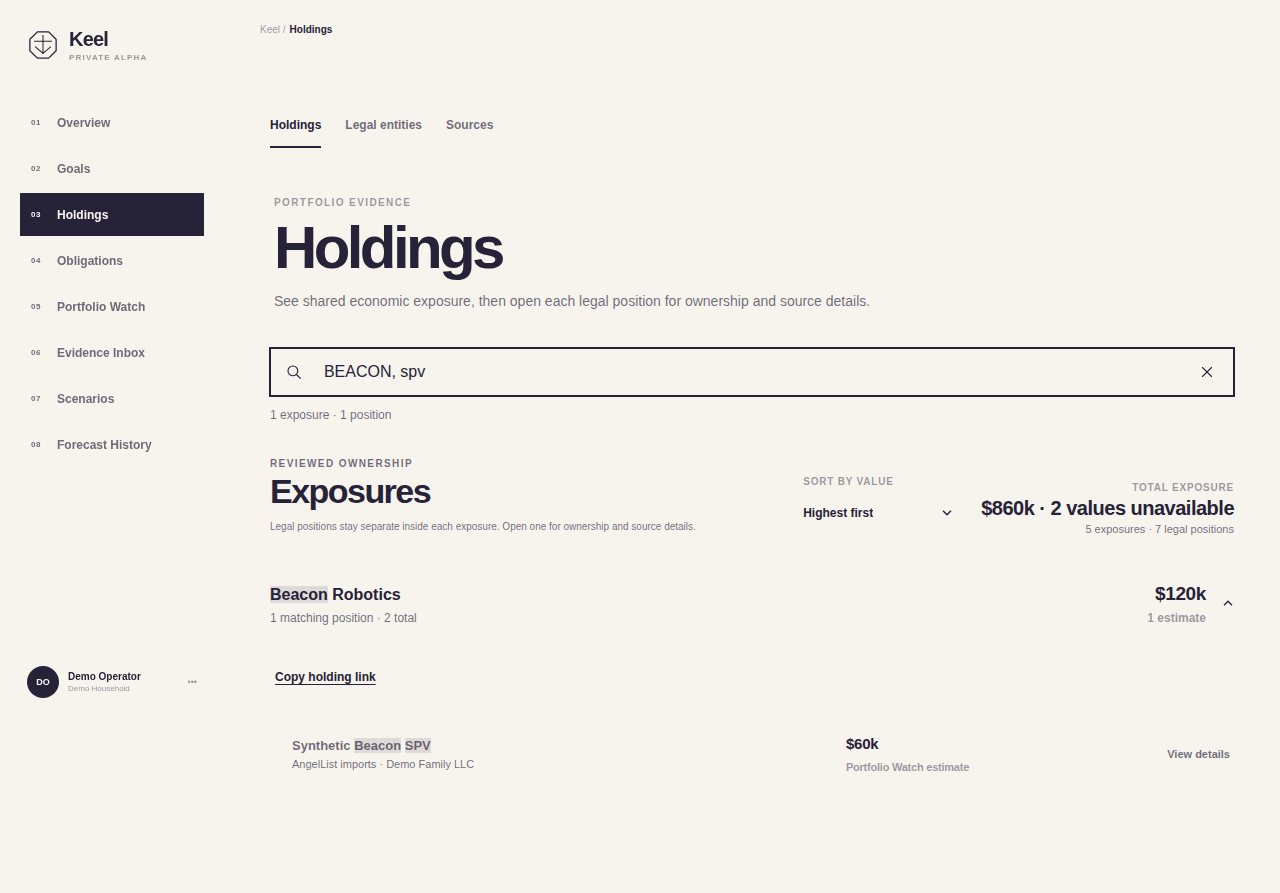 Keel
PRIVATE ALPHA
01 Overview
02 Goals
03 Holdings
04 Obligations
05 Portfolio Watch
06 Evidence Inbox
07 Scenarios
08 Forecast History
DO
Demo Operator
Demo Household
Keel / Holdings
Holdings Legal entities Sources
PORTFOLIO EVIDENCE
Holdings
See shared economic exposure, then open each legal position for ownership and source details.
BEACON, spv
1 exposure · 1 position
REVIEWED OWNERSHIP
Exposures
Legal positions stay separate inside each exposure. Open one for ownership and source details.
SORT BY VALUE
Highest first
TOTAL EXPOSURE
$860k · 2 values unavailable
5 exposures · 7 legal positions
Beacon Robotics
1 matching position · 2 total
$120k
1 estimate
Copy holding link
Synthetic Beacon SPV
AngelList imports · Demo Family LLC
$60k
Portfolio Watch estimate
View details